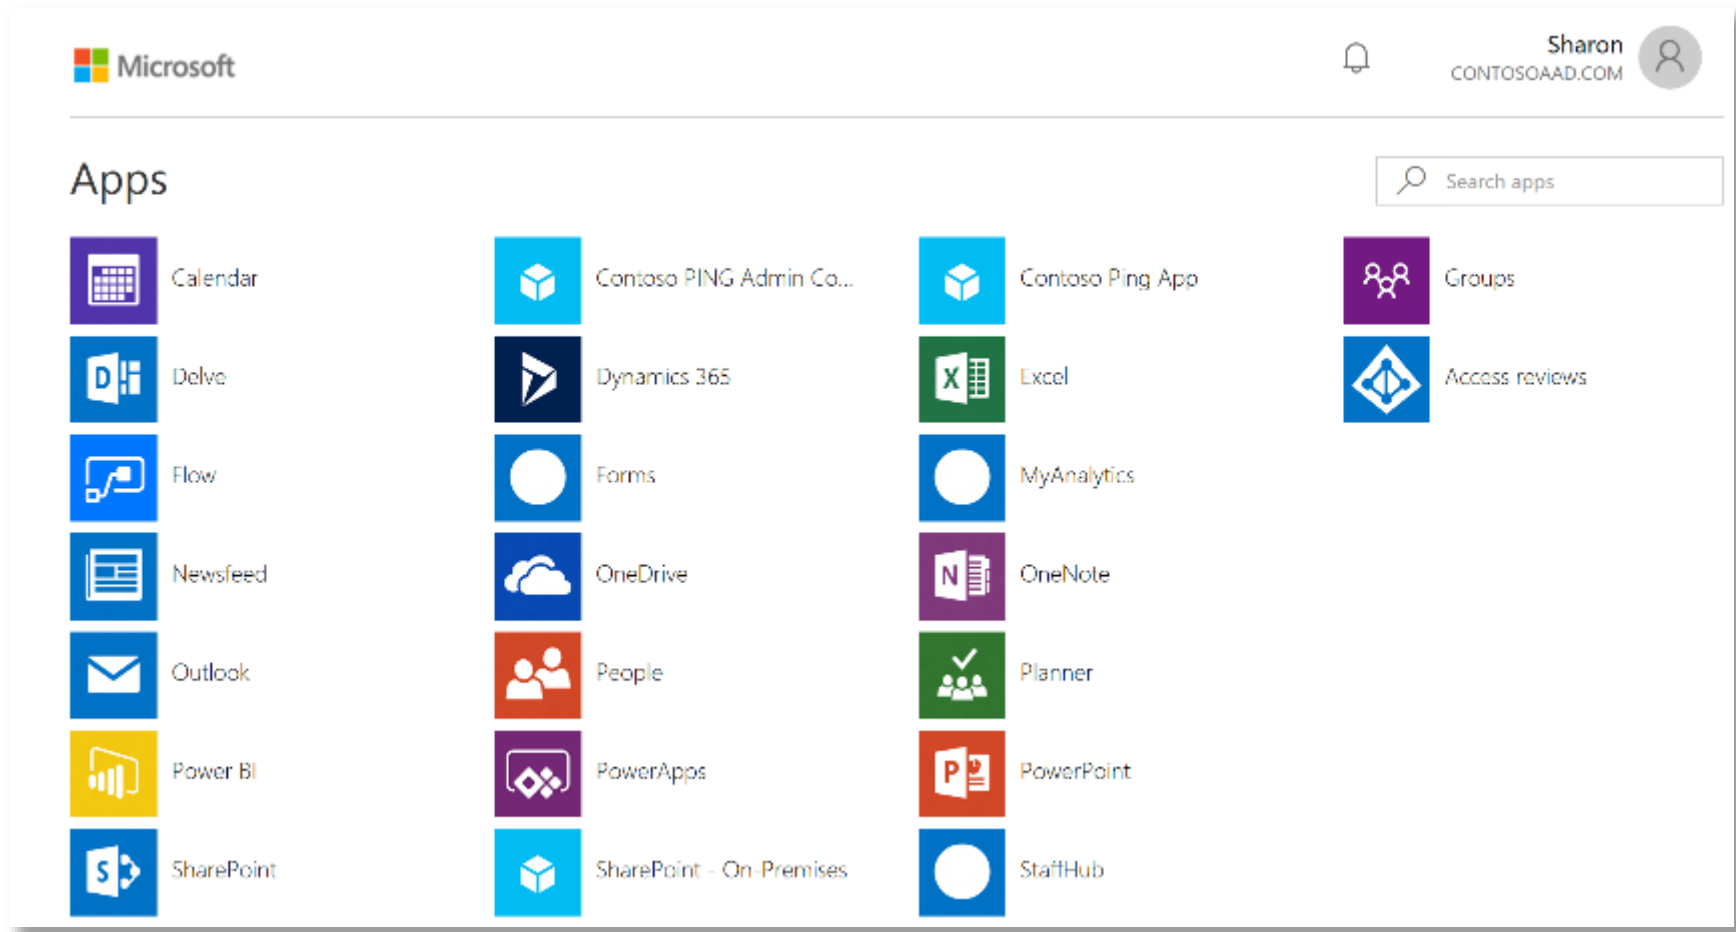 Microsoft
Sharon
CONTOSOAAD.COM
Apps
Search apps
Calendar
Contoso PING Admin Co...
Contoso Ping App
Groups
Delve
Dynamics 365
Excel
Access reviews
Flow
Forms
MyAnalytics
Newsfeed
OneDrive
OneNote
Outlook
People
Planner
Power BI
PowerApps
PowerPoint
SharePoint
SharePoint - On-Premises
StaffHub